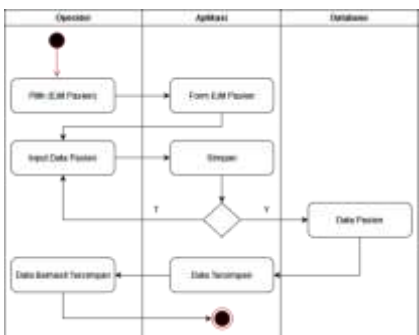 Operator Aplikasi Database
Pilih (Edit Pasien) Form Edit Pasien
Input Data Pasien Simpan
T Y
Data Pasien
Data Berhasil Tersimpan Data Tersimpan